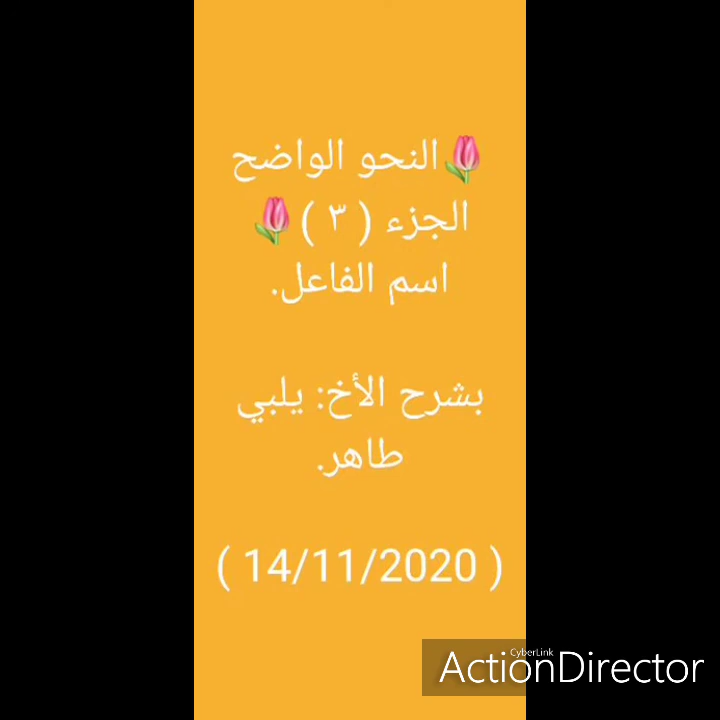 🌷النحو الواضح
الجزء ( ٣ )🌷
اسم الفاعل.
بشرح الأخ: يلبي
طاهر.
( 14/11/2020 )
CyberLink
ActionDirector